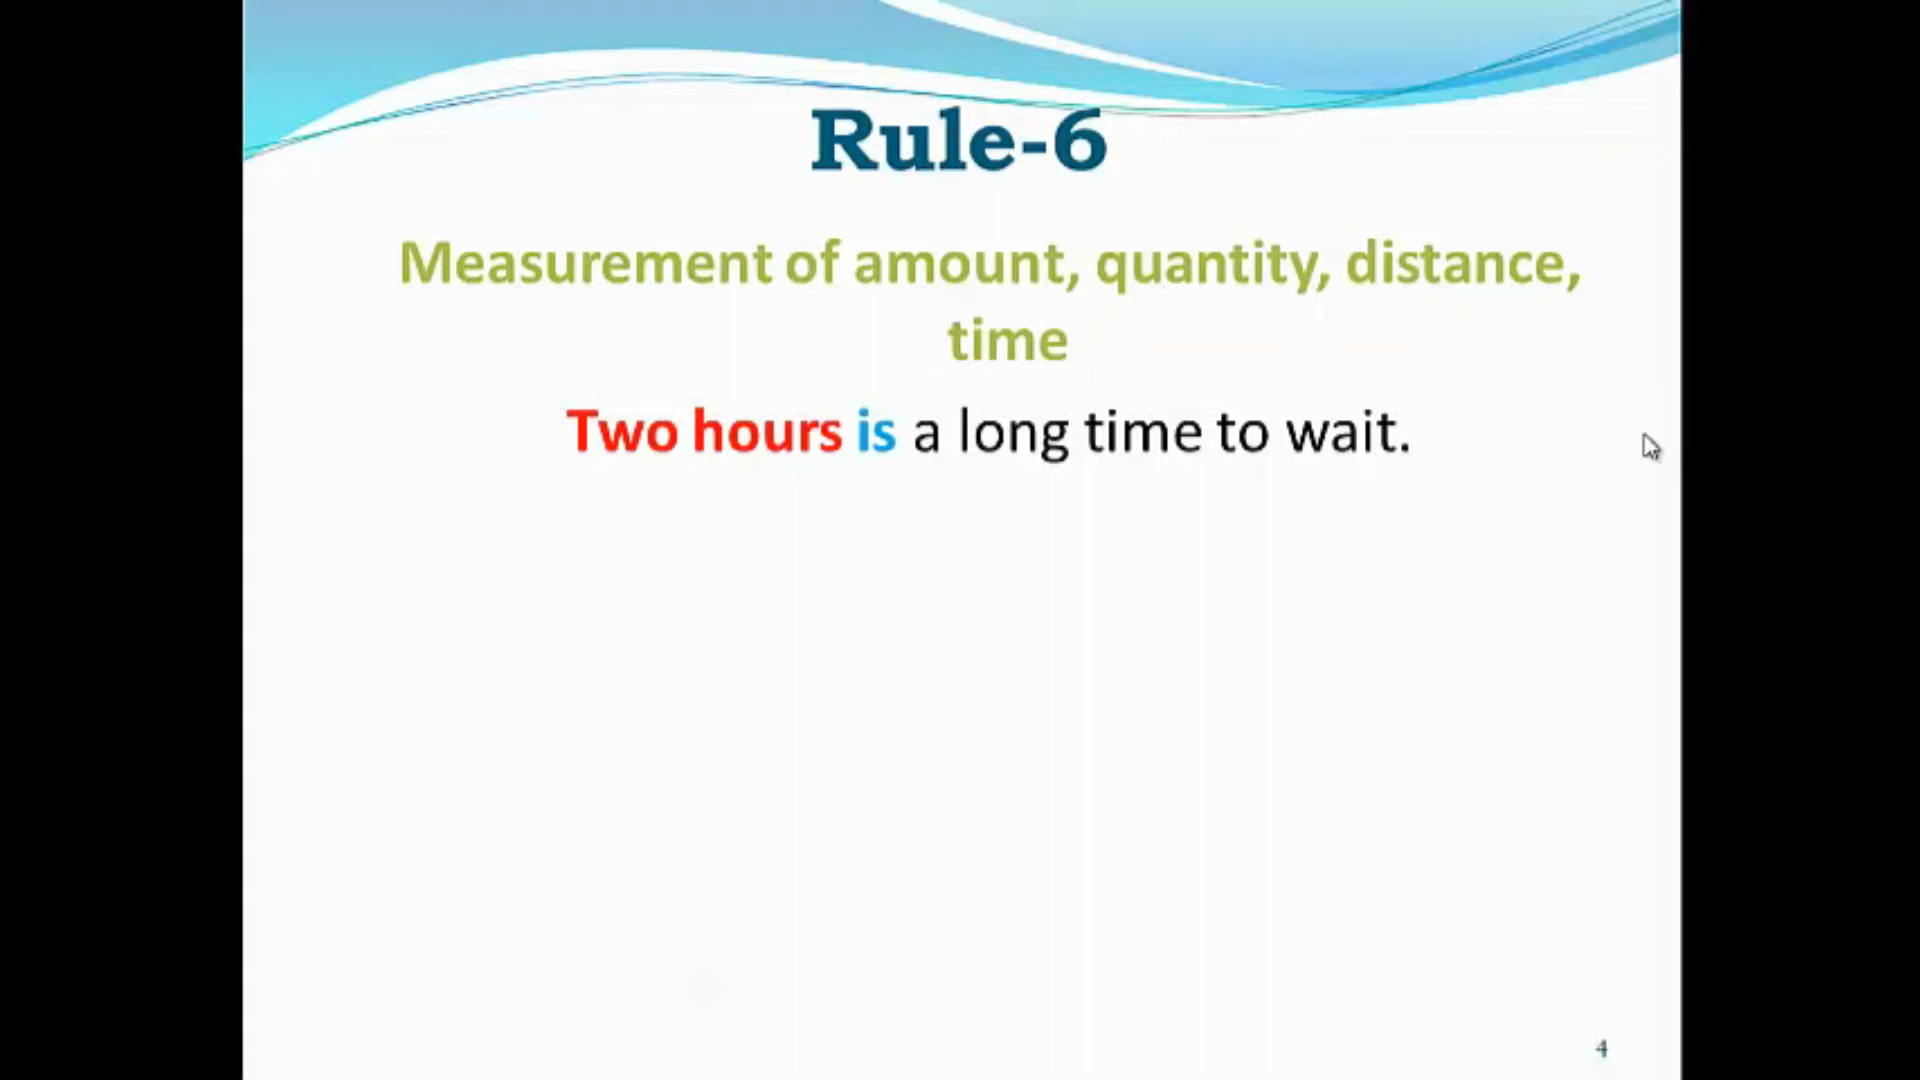 Rule-6
Measurement of amount, quantity, distance,
time
Two hours is a long time to wait.
4